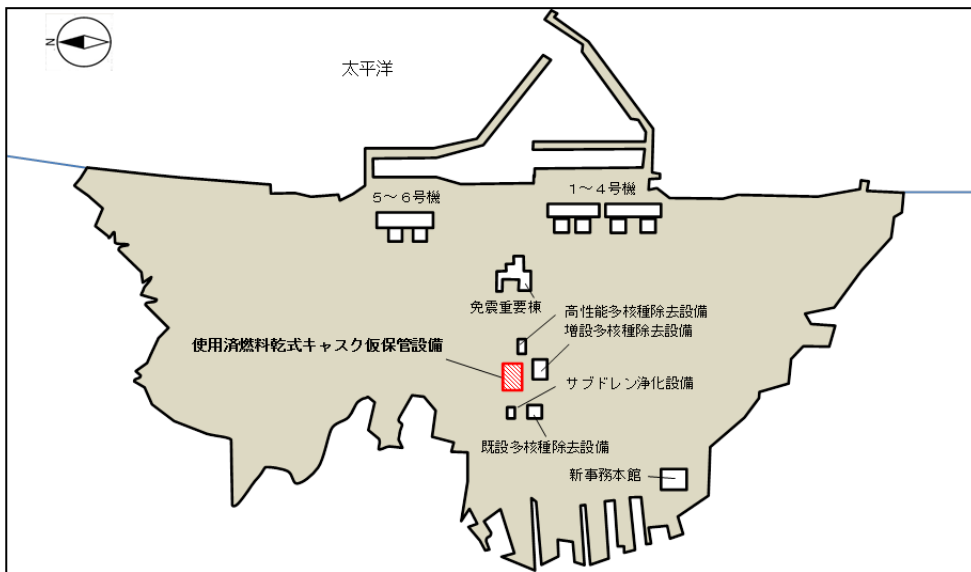 N
太平洋
5～6号機
1～4号機
免震重要棟
高性能多核種除去設備
増設多核種除去設備
使用済燃料乾式キャスク仮保管設備
サブドレン浄化設備
既設多核種除去設備
新事務本館